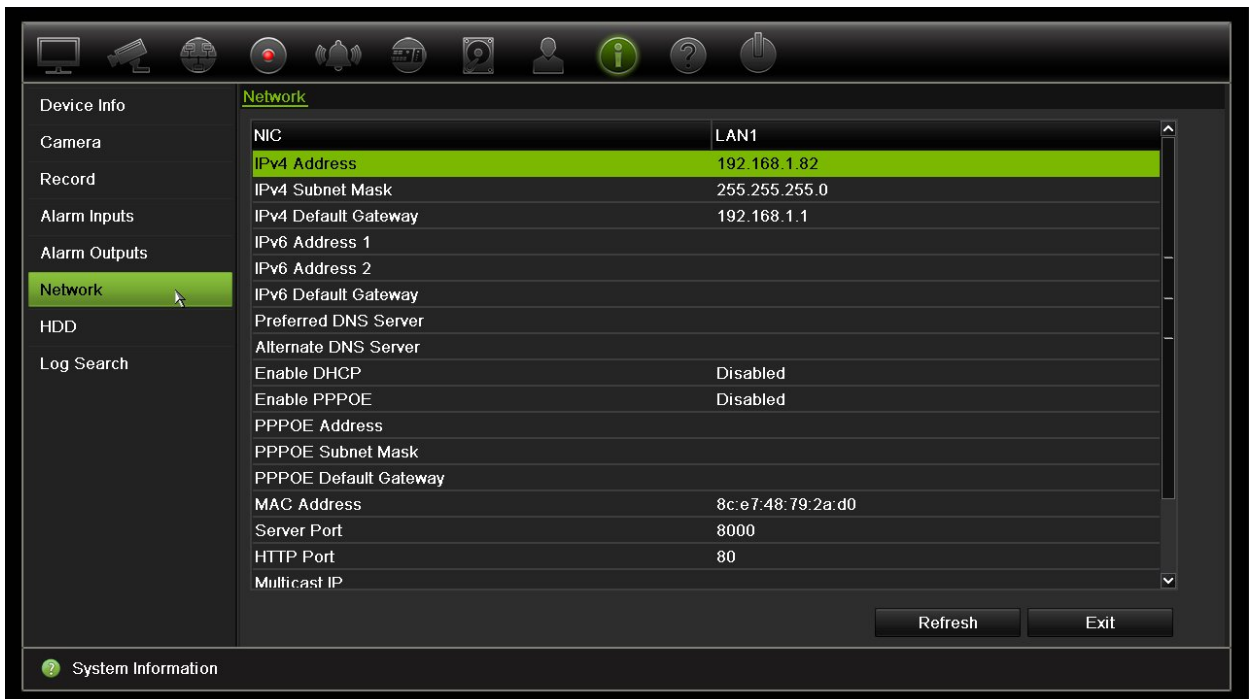 Device Info
Camera
Record
Alarm Inputs
Alarm Outputs
Network
HDD
Log Search
Network
NIC LAN1
IPv4 Address 192.168.1.82
IPv4 Subnet Mask 255.255.255.0
IPv4 Default Gateway 192.168.1.1
IPv6 Address 1
IPv6 Address 2
IPv6 Default Gateway
Preferred DNS Server
Alternate DNS Server
Enable DHCP Disabled
Enable PPPOE Disabled
PPPOE Address
PPPOE Subnet Mask
PPPOE Default Gateway
MAC Address 8c:e7:48:79:2a:d0
Server Port 8000
HTTP Port 80
Multicast IP
Refresh Exit
System Information